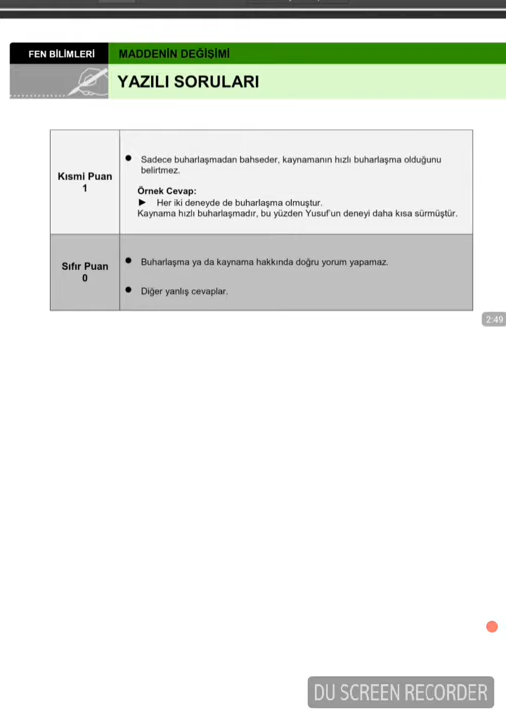 FEN BİLİMLERİ
MADDENİN DEĞİŞİMİ
YAZILI SORULARI
Kısmi Puan
1
● Sadece buharlaşmadan bahseder, kaynamanın hızlı buharlaşma olduğunu
belirtmez.
Örnek Cevap:
► Her iki deneyde de buharlaşma olmuştur.
Kaynama hızlı buharlaşmadır, bu yüzden Yusuf'un deneyi daha kısa sürmüştür.
Sıfır Puan
0
● Buharlaşma ya da kaynama hakkında doğru yorum yapamaz.
● Diğer yanlış cevaplar.
2:49
DU SCREEN RECORDER